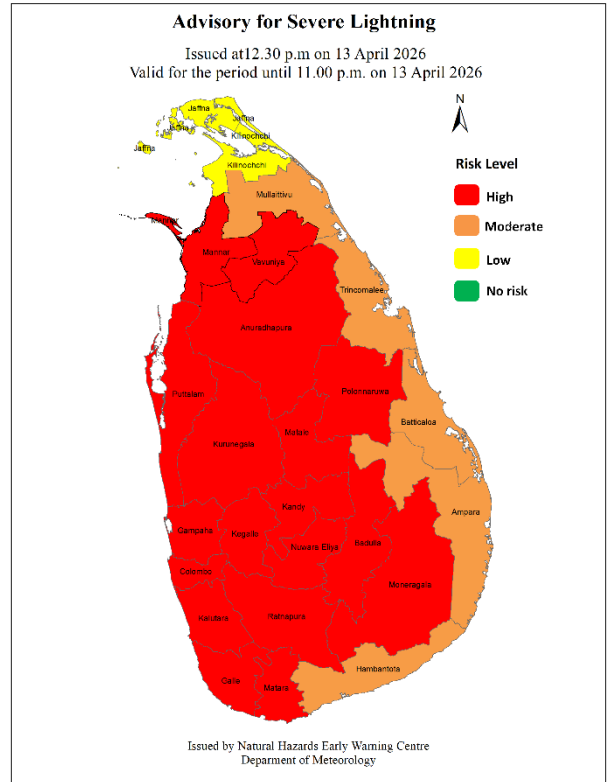 Advisory for Severe Lightning
Issued at12.30 p.m on 13 April 2026
Valid for the period until 11.00 p.m. on 13 April 2026
N
Risk Level
High
Moderate
Low
No risk
Jaffna
Jaffna
Jaffna
Kilinochchi
Jaffna
Kilinochchi
Mullaittivu
Mannar
Vavuniya
Trincomalee
Anuradhapura
Puttalam
Polonnaruwa
Batticaloa
Kurunegala
Matale
Kandy
Ampara
Gampaha
Kegalle
Nuwara Eliya
Badulla
Colombo
Moneragala
Kalutara
Ratnapura
Hambantota
Galle
Matara
Issued by Natural Hazards Early Warning Centre
Deparment of Meteorology